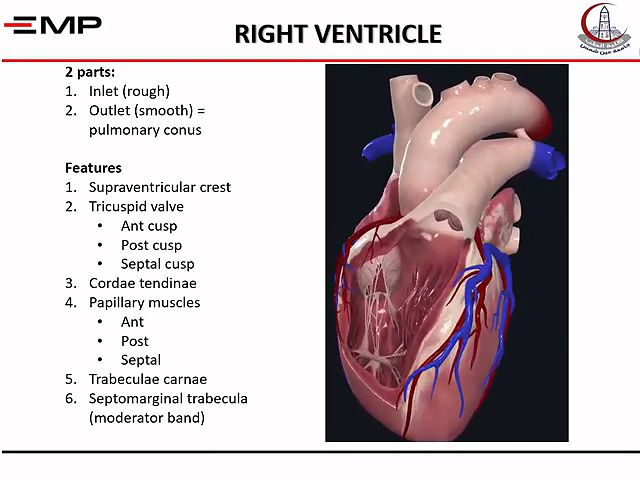 EMP
RIGHT VENTRICLE
2 parts:
1. Inlet (rough)
2. Outlet (smooth) =
pulmonary conus
Features
1. Supraventricular crest
2. Tricuspid valve
• Ant cusp
• Post cusp
• Septal cusp
3. Cordae tendinae
4. Papillary muscles
• Ant
• Post
• Septal
5. Trabeculae carnae
6. Septomarginal trabecula
(moderator band)